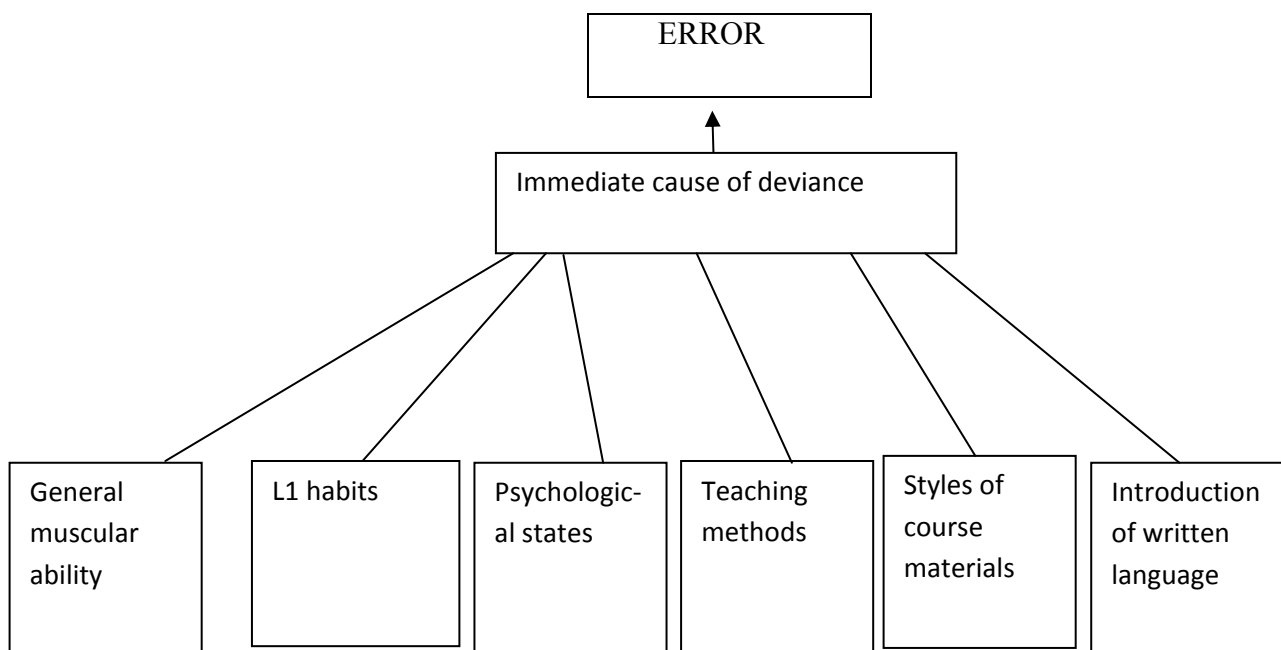 ERROR
Immediate cause of deviance
General
muscular
ability
L1 habits
Psychologic-
al states
Teaching
methods
Styles of
course
materials
Introduction
of written
language